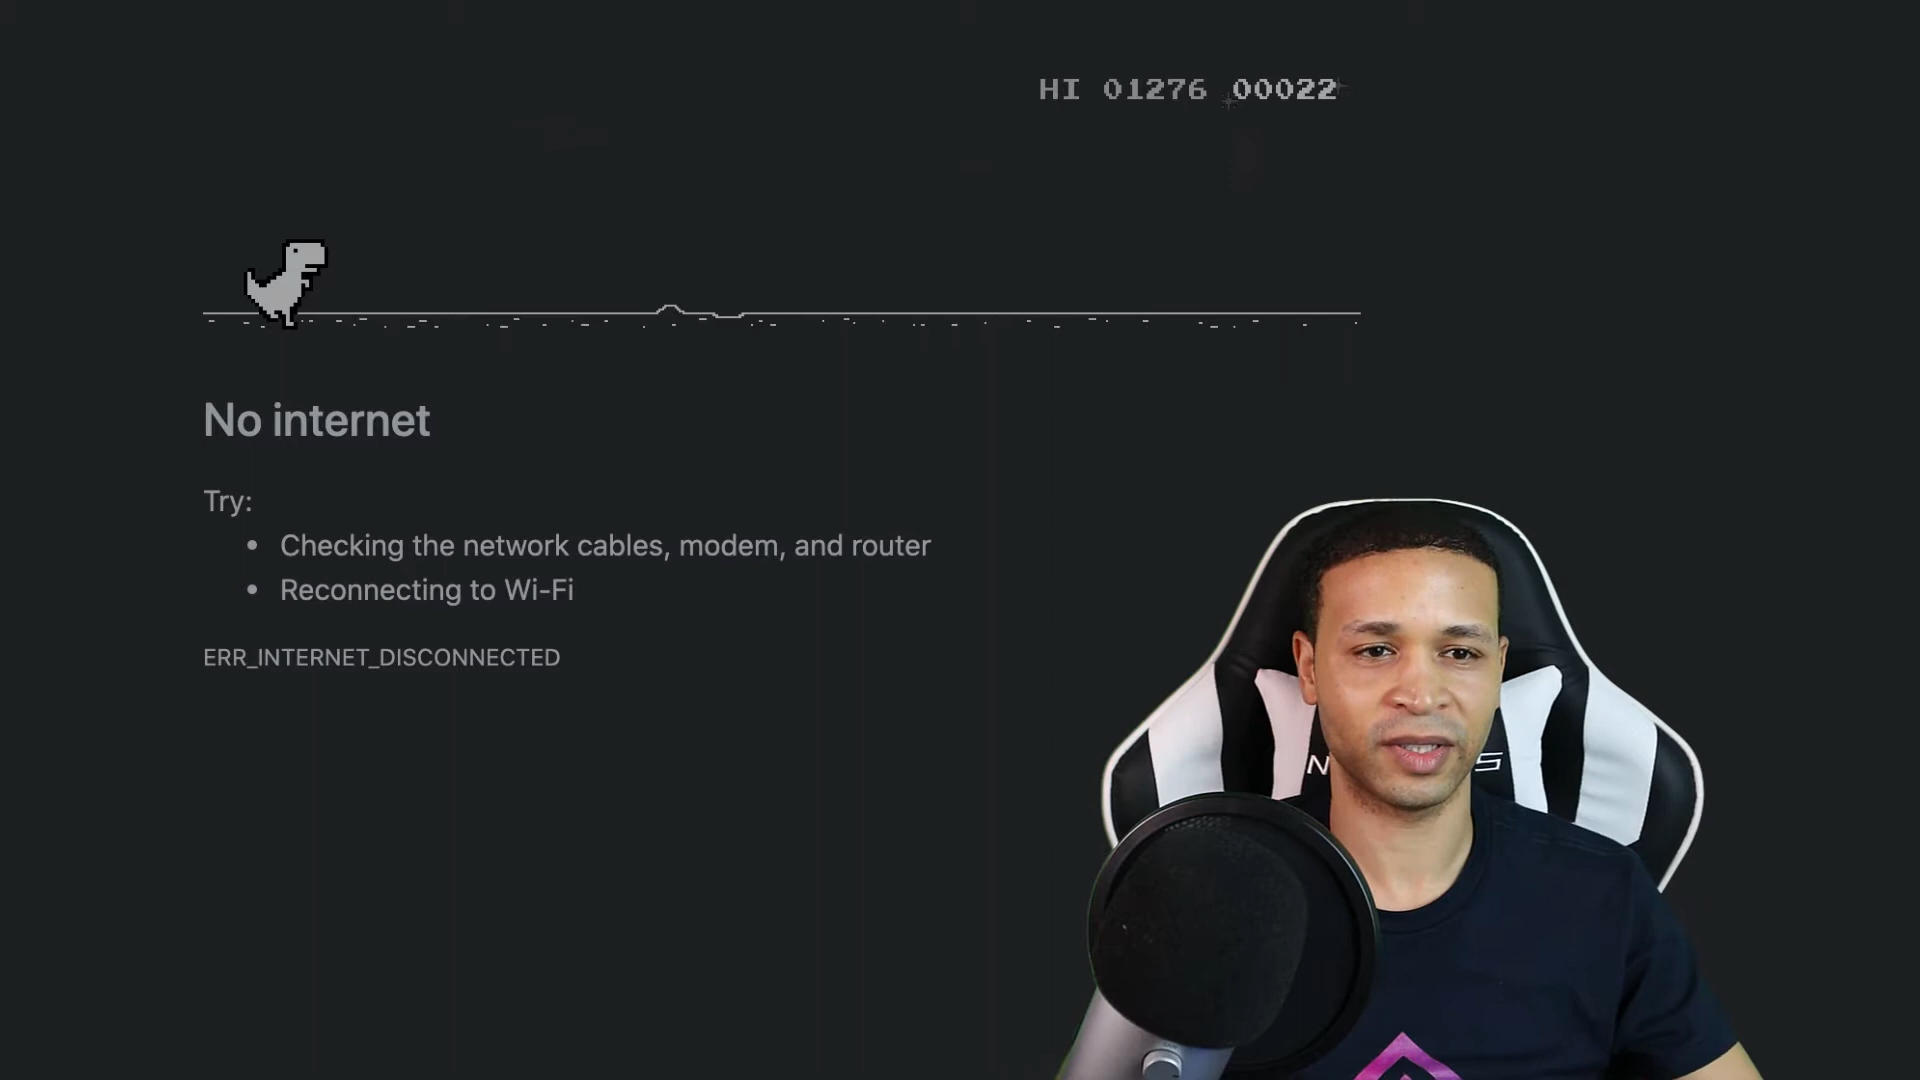 HI 01276 00022
No internet
Try:
• Checking the network cables, modem, and router
• Reconnecting to Wi-Fi
ERR_INTERNET_DISCONNECTED
N S